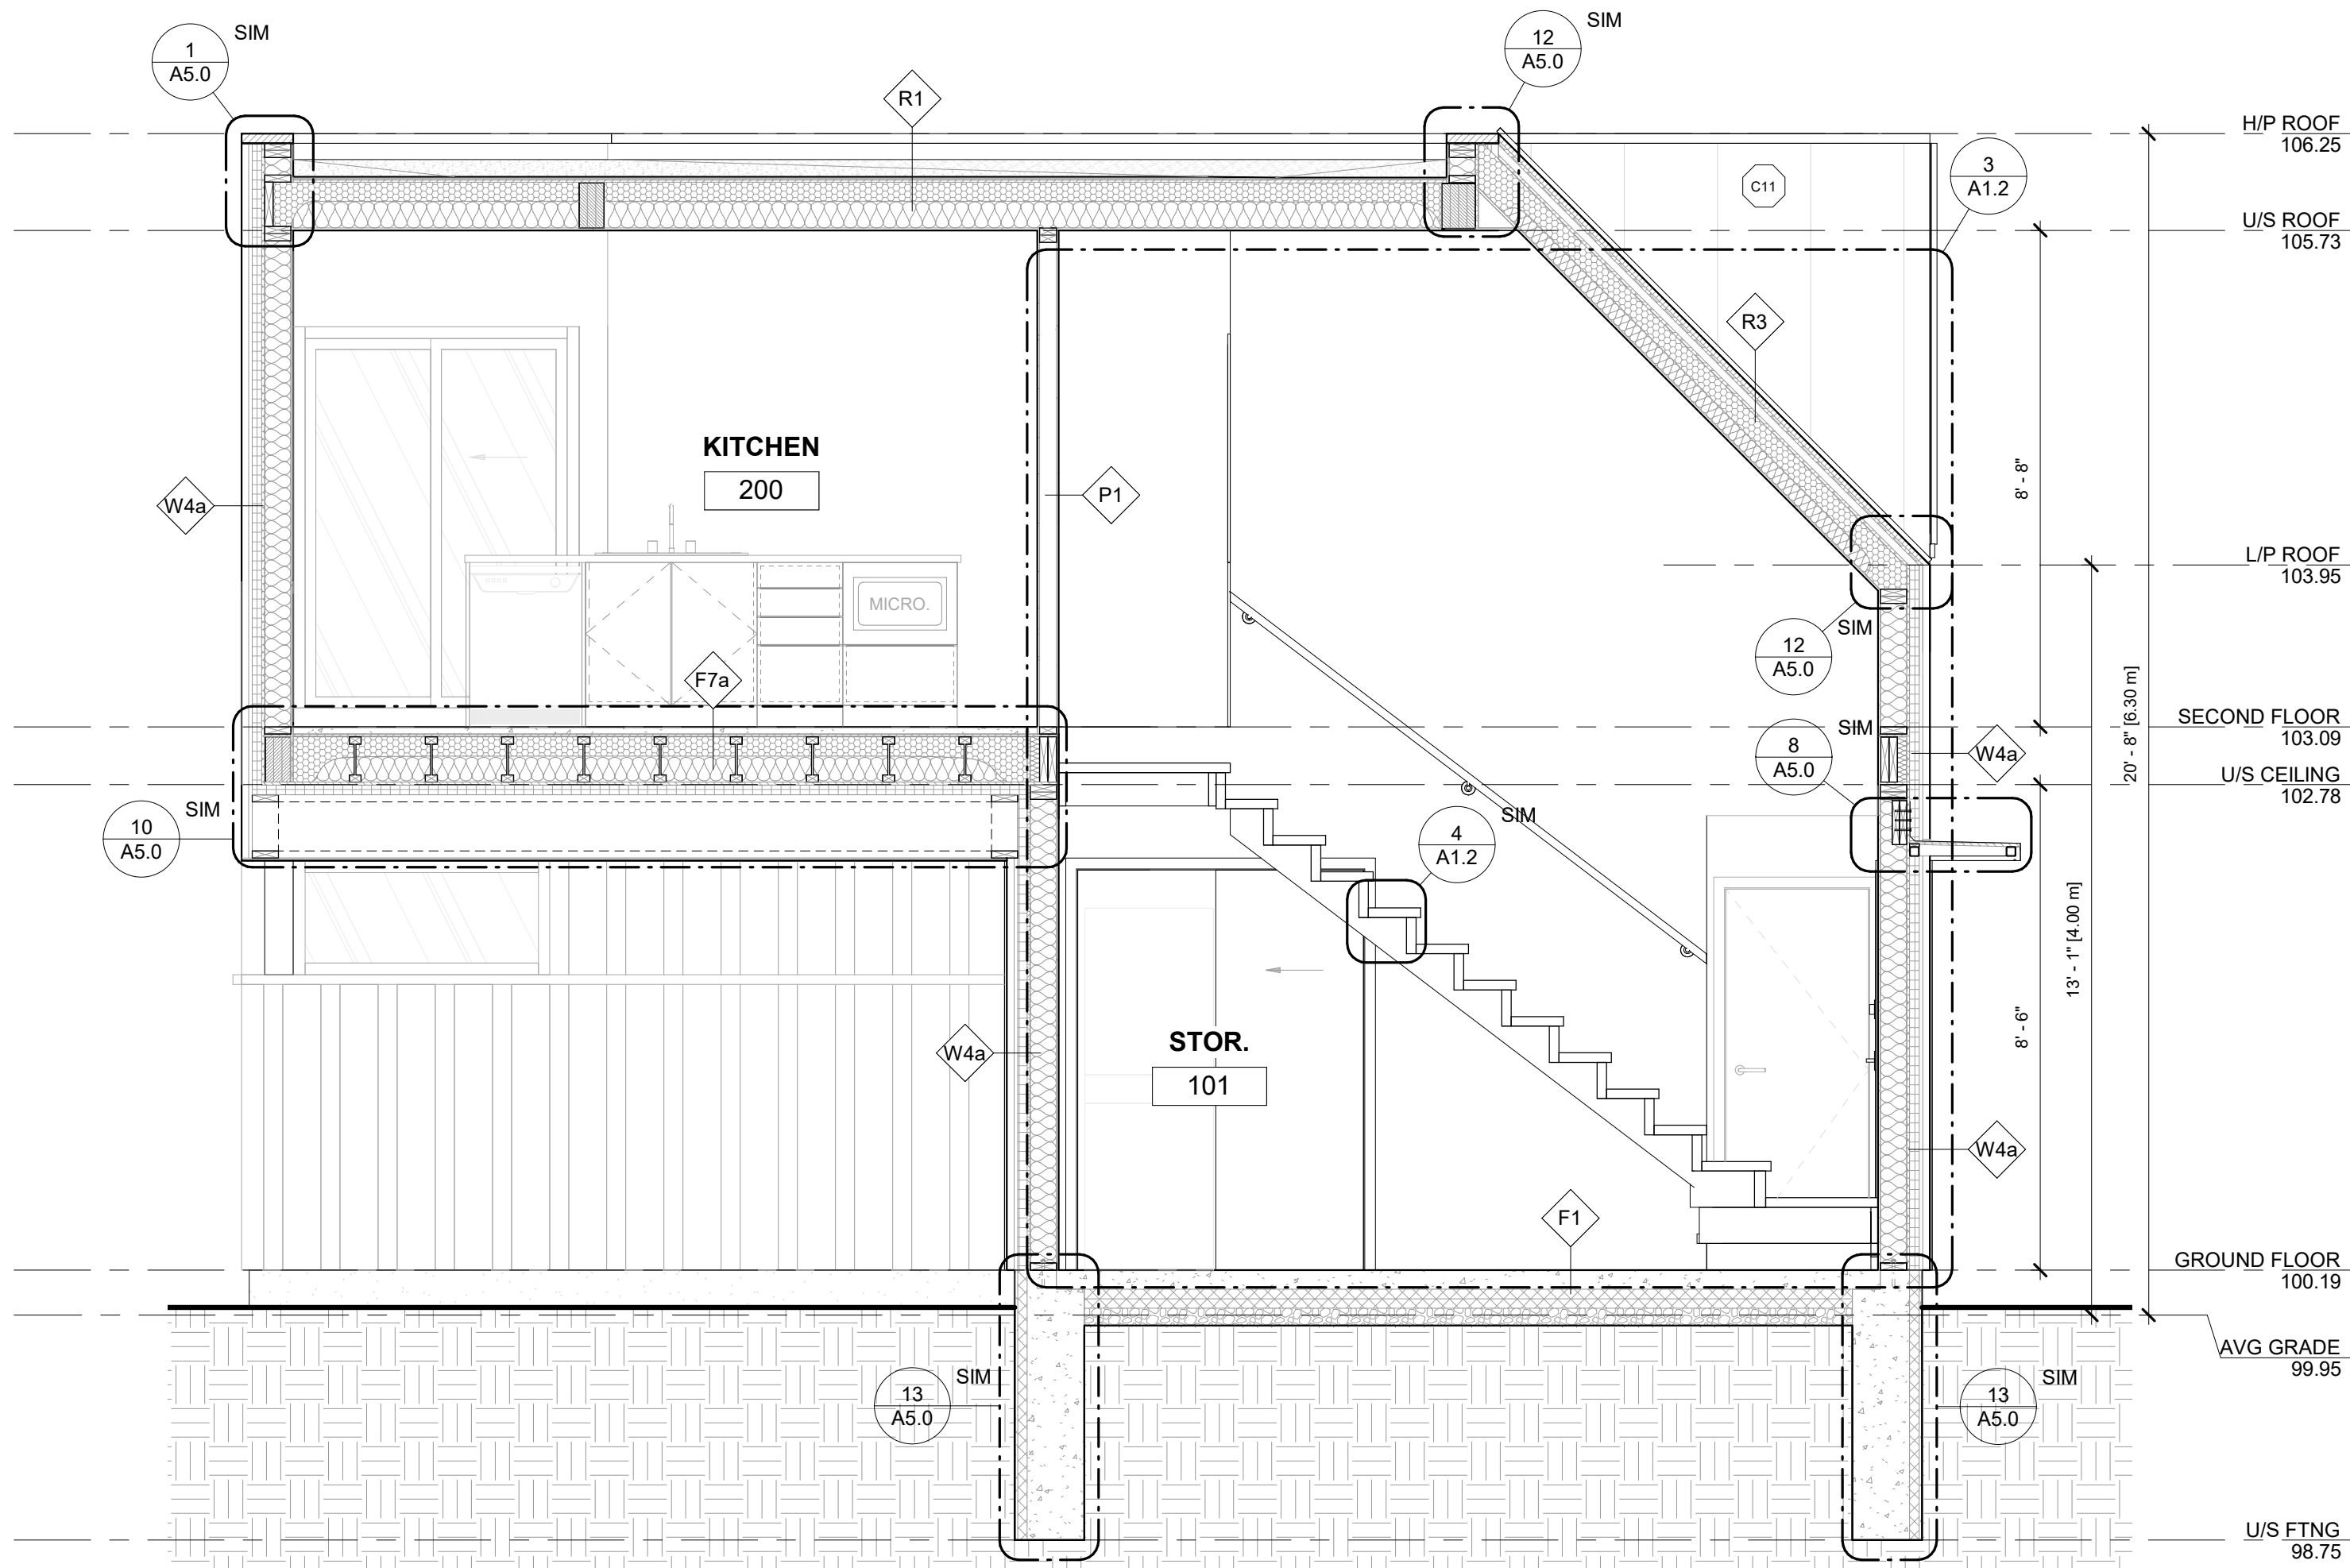 1
A5.0
SIM
12
A5.0
SIM
R1
H/P ROOF
106.25
3
A1.2
C11
U/S ROOF
105.73
R3
KITCHEN
200
W4a
P1
8' - 8"
L/P ROOF
103.95
MICRO.
SIM
12
A5.0
F7a
20' - 8" [6.30 m]
SECOND FLOOR
103.09
SIM
8
A5.0
W4a
U/S CEILING
102.78
SIM
10
A5.0
SIM
4
A1.2
13' - 1" [4.00 m]
8' - 6"
STOR.
101
W4a
W4a
F1
GROUND FLOOR
100.19
AVG GRADE
99.95
SIM
13
A5.0
SIM
13
A5.0
U/S FTNG
98.75